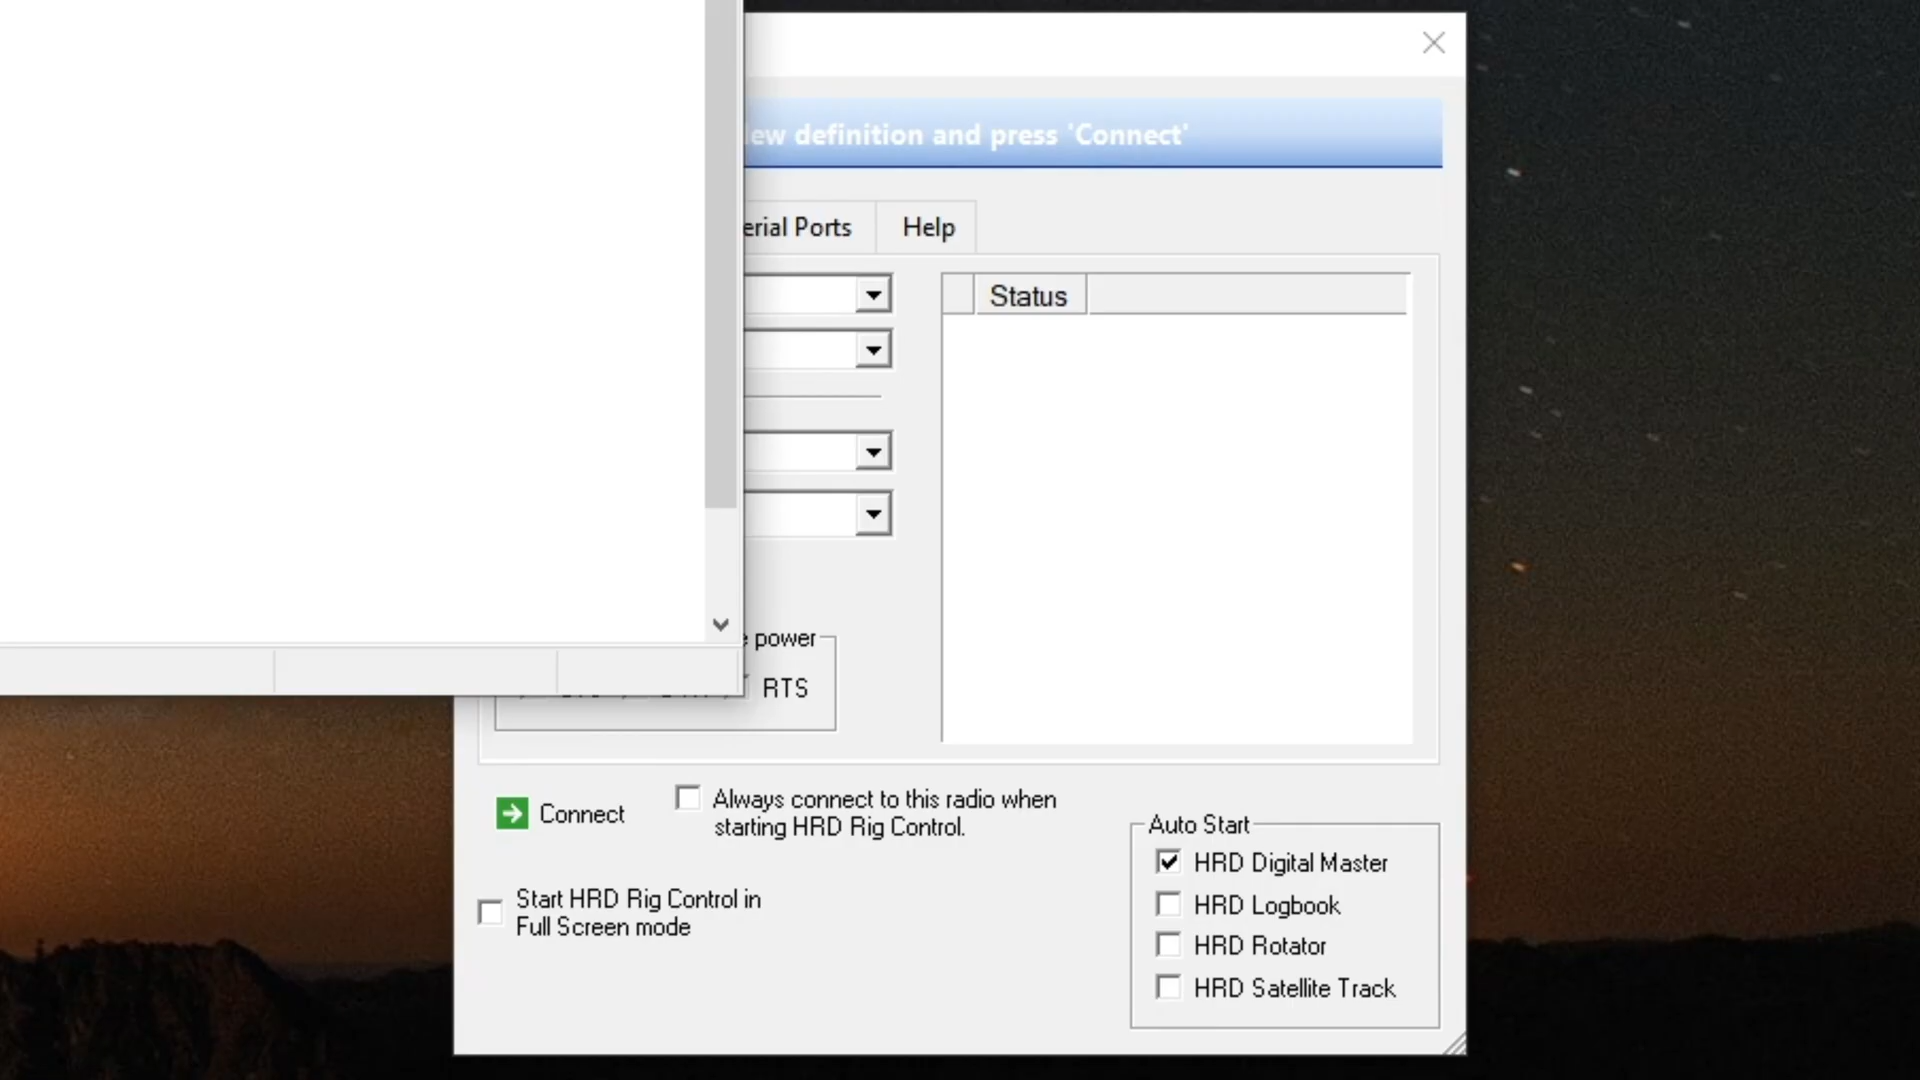 definition and press 'Connect'
Ports
Help
Status
power
RTS
Connect
Always connect to this radio when
starting HRD Rig Control.
Start HRD Rig Control in
Full Screen mode
Auto Start
HRD Digital Master
HRD Logbook
HRD Rotator
HRD Satellite Track